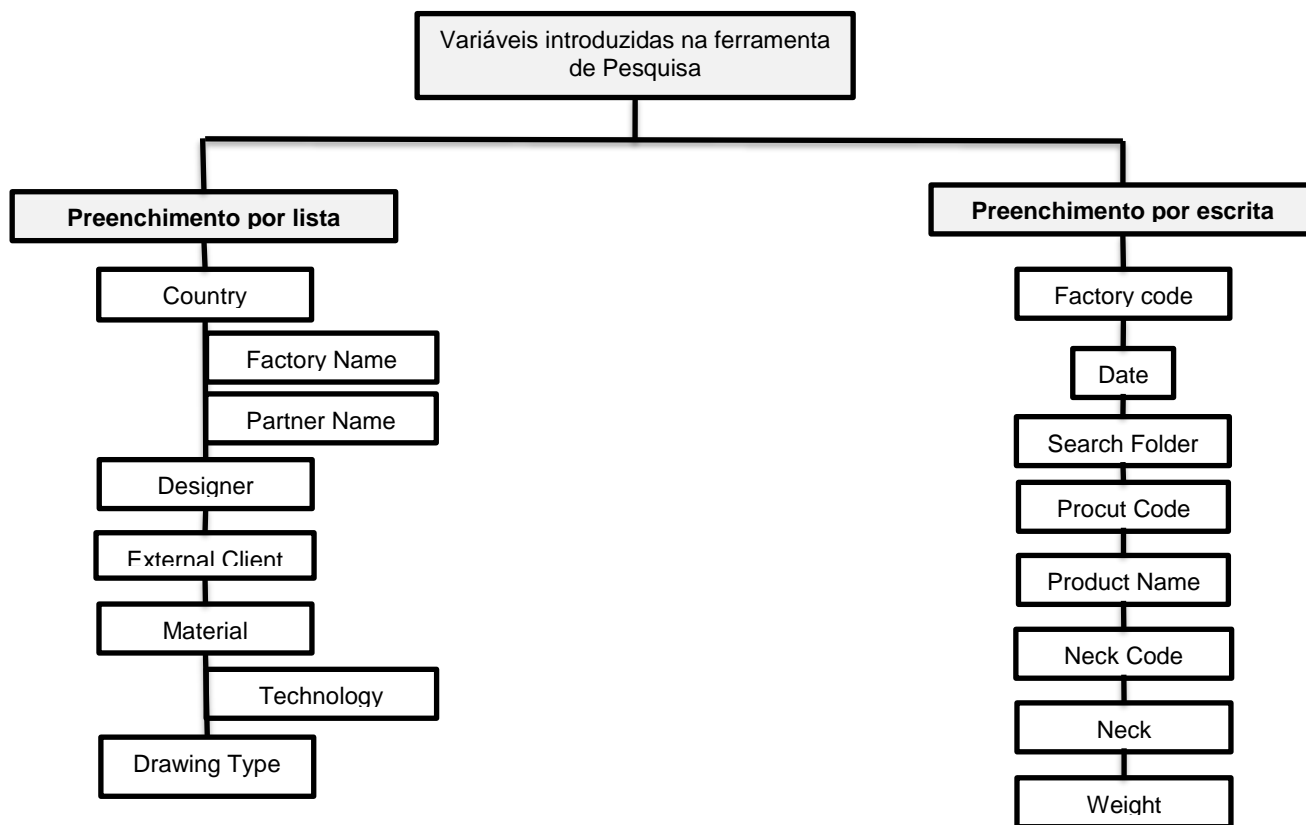 Variáveis introduzidas na ferramenta
de Pesquisa
Preenchimento por lista
Country
Factory Name
Partner Name
Designer
External Client
Material
Technology
Drawing Type
Preenchimento por escrita
Factory code
Date
Search Folder
Procut Code
Product Name
Neck Code
Neck
Weight